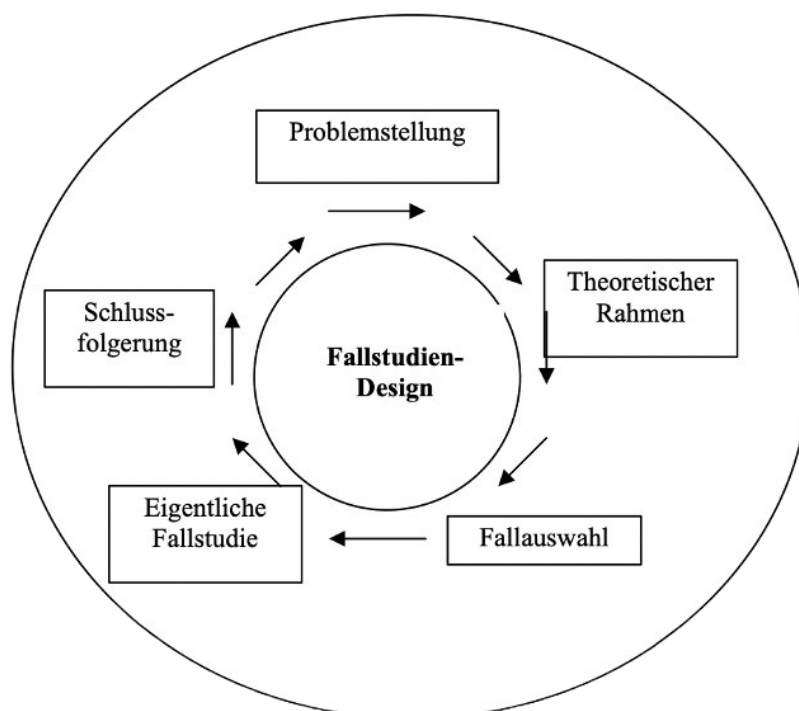 Problemstellung
Theoretischer
Rahmen
Schluss-
folgerung
Fallstudien-
Design
Eigentliche
Fallstudie
Fallauswahl